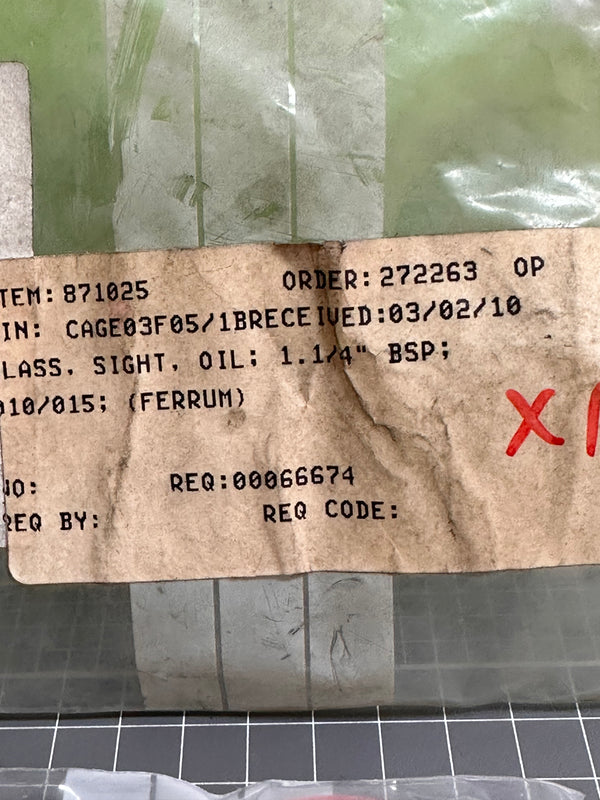 TEM: 871025 ORDER: 272263 OP
IN: CAGE03F05/1BRECEIVED:03/02/10
LASS, SIGHT, OIL; 1.1/4" BSP;
010/015; (FERRUM)
X1
NO: REQ:00066674
REQ BY: REQ CODE: